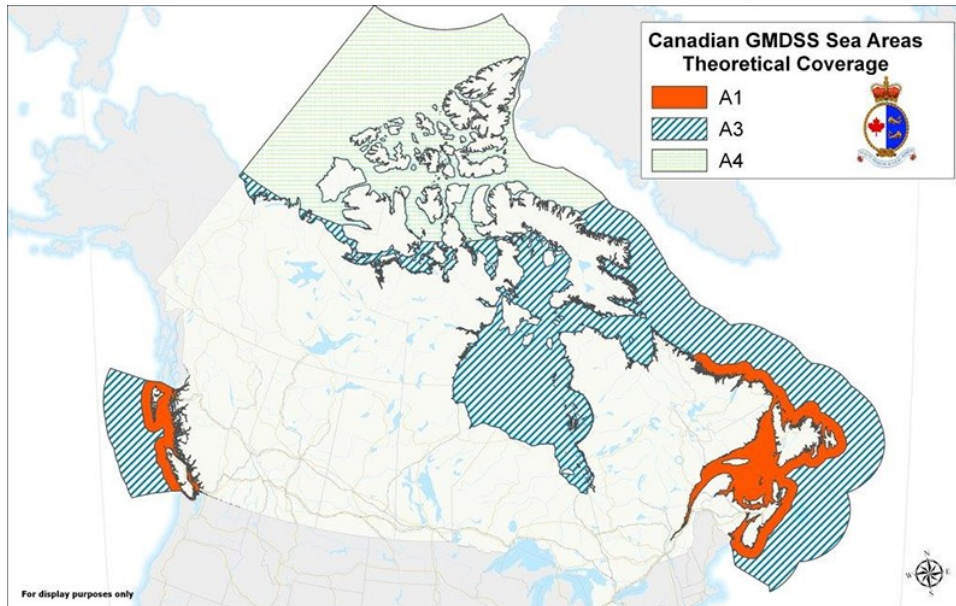 Canadian GMDSS Sea Areas
Theoretical Coverage
A1
A3
A4
N
W E
S
For display purposes only